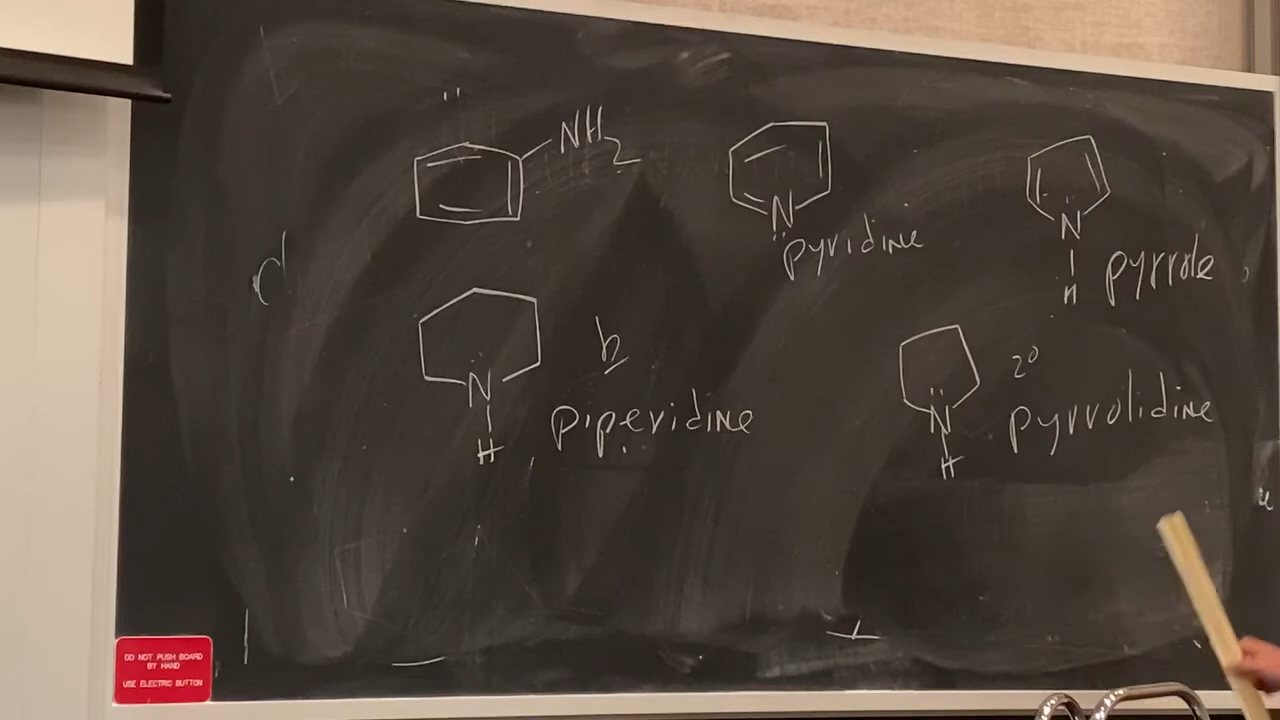 NH2
N
pyridine
N
H
pyrrole
d
N
H
b
piperidine
N
H
2°
pyrrolidine
DO NOT PUSH BOARD
BY HAND
USE ELECTRIC BUTTON